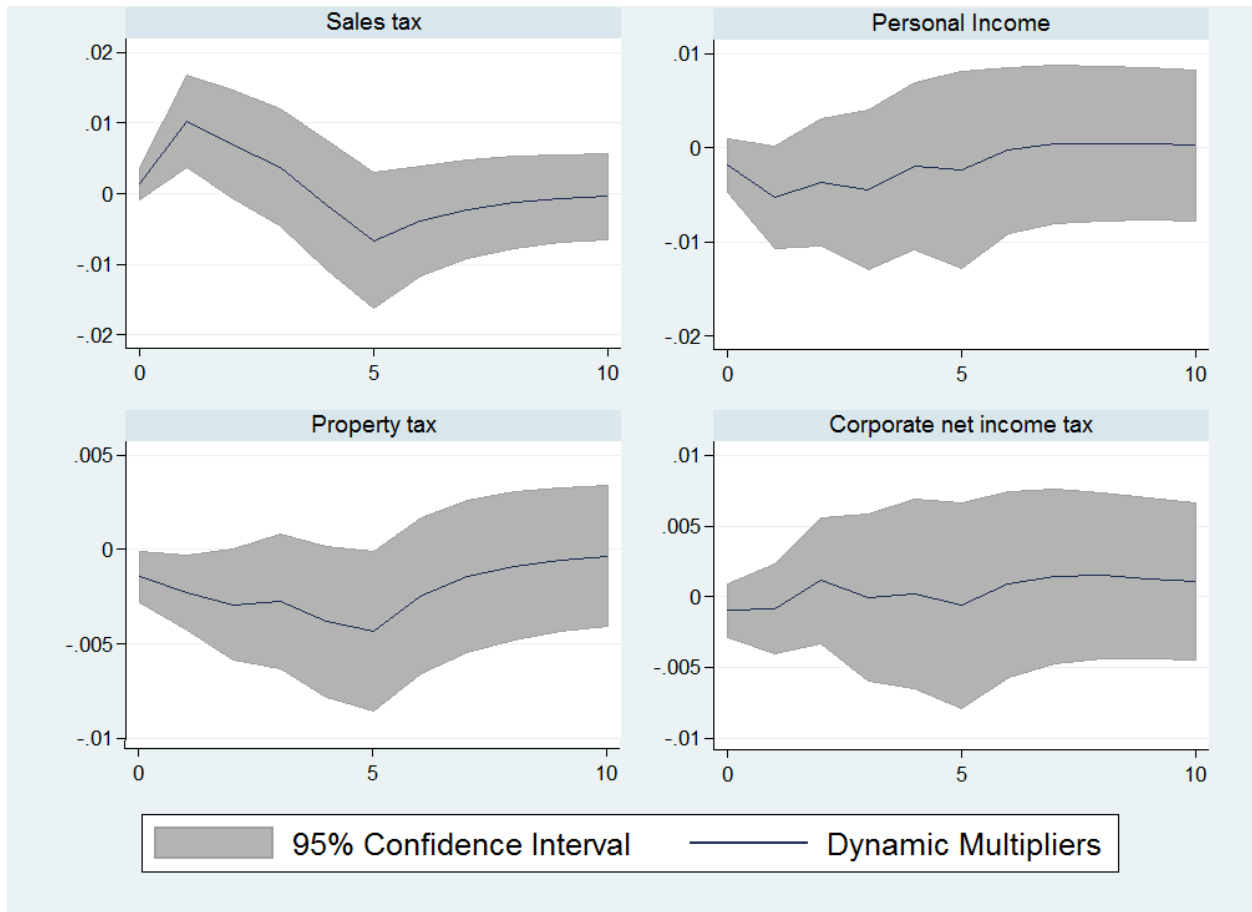 Sales tax
.02
.01
0
-.01
-.02
0 5 10
Personal Income
.01
0
-.01
-.02
0 5 10
Property tax
.005
0
-.005
-.01
0 5 10
Corporate net income tax
.01
.005
0
-.005
-.01
0 5 10
95% Confidence Interval Dynamic Multipliers